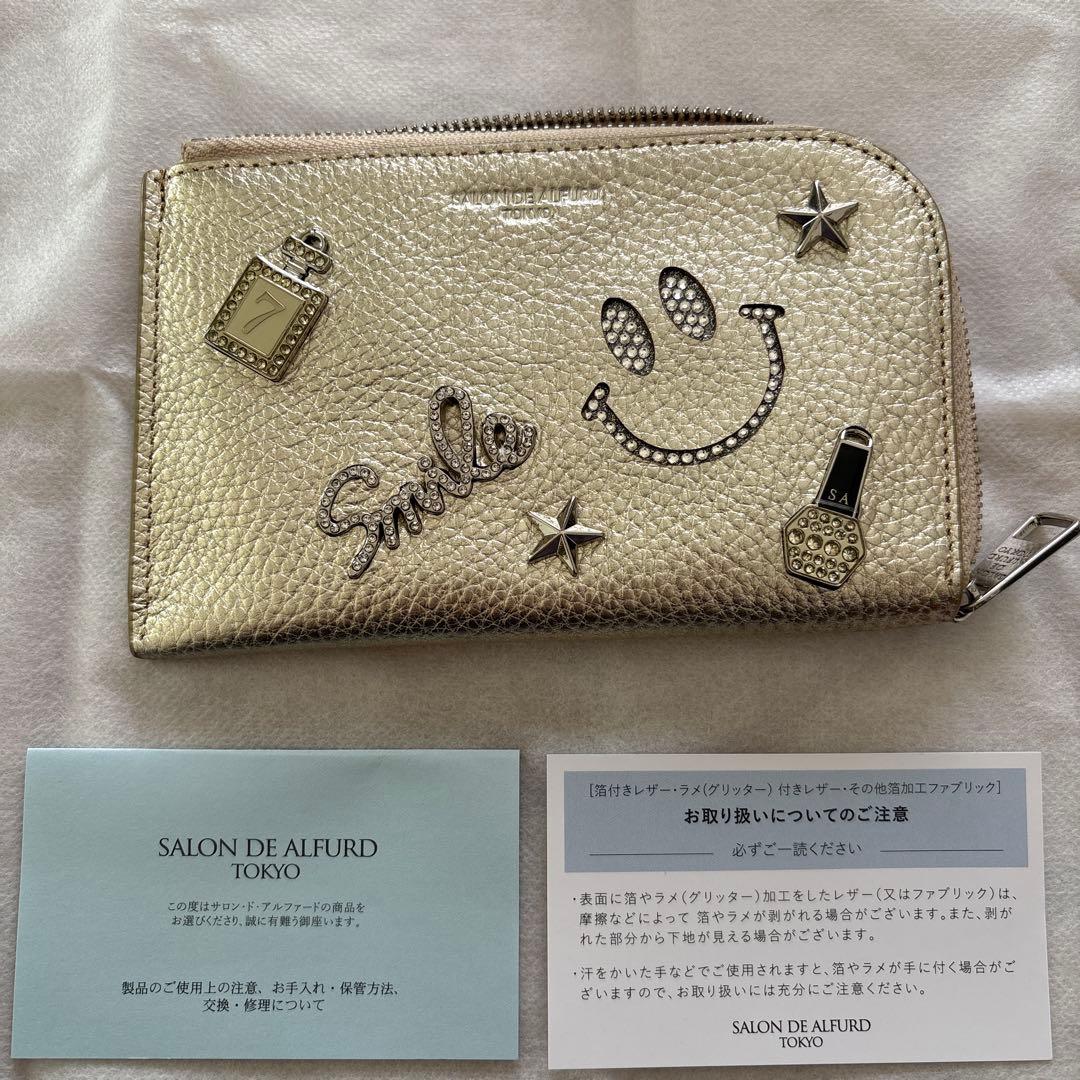 SALON DE ALFURD
TOKYO
7
Smile
SA
SALON DE ALFURD
TOKYO
この度はサロン・ド・アルファードの商品を
お選びくださり、誠に有難う御座います。
製品のご使用上の注意、お手入れ・保管方法、
交換・修理について
[箔付きレザー・ラメ(グリッター) 付きレザー・その他箔加工ファブリック]
お取り扱いについてのご注意
必ずご一読ください
・表面に箔やラメ(グリッター)加工をしたレザー(又はファブリック)は、
摩擦などによって 箔やラメが剥がれる場合がございます。また、剥が
れた部分から下地が見える場合がございます。
・汗をかいた手などでご使用されますと、箔やラメが手に付く場合がご
ざいますので、お取り扱いには充分にご注意ください。
SALON DE ALFURD
TOKYO